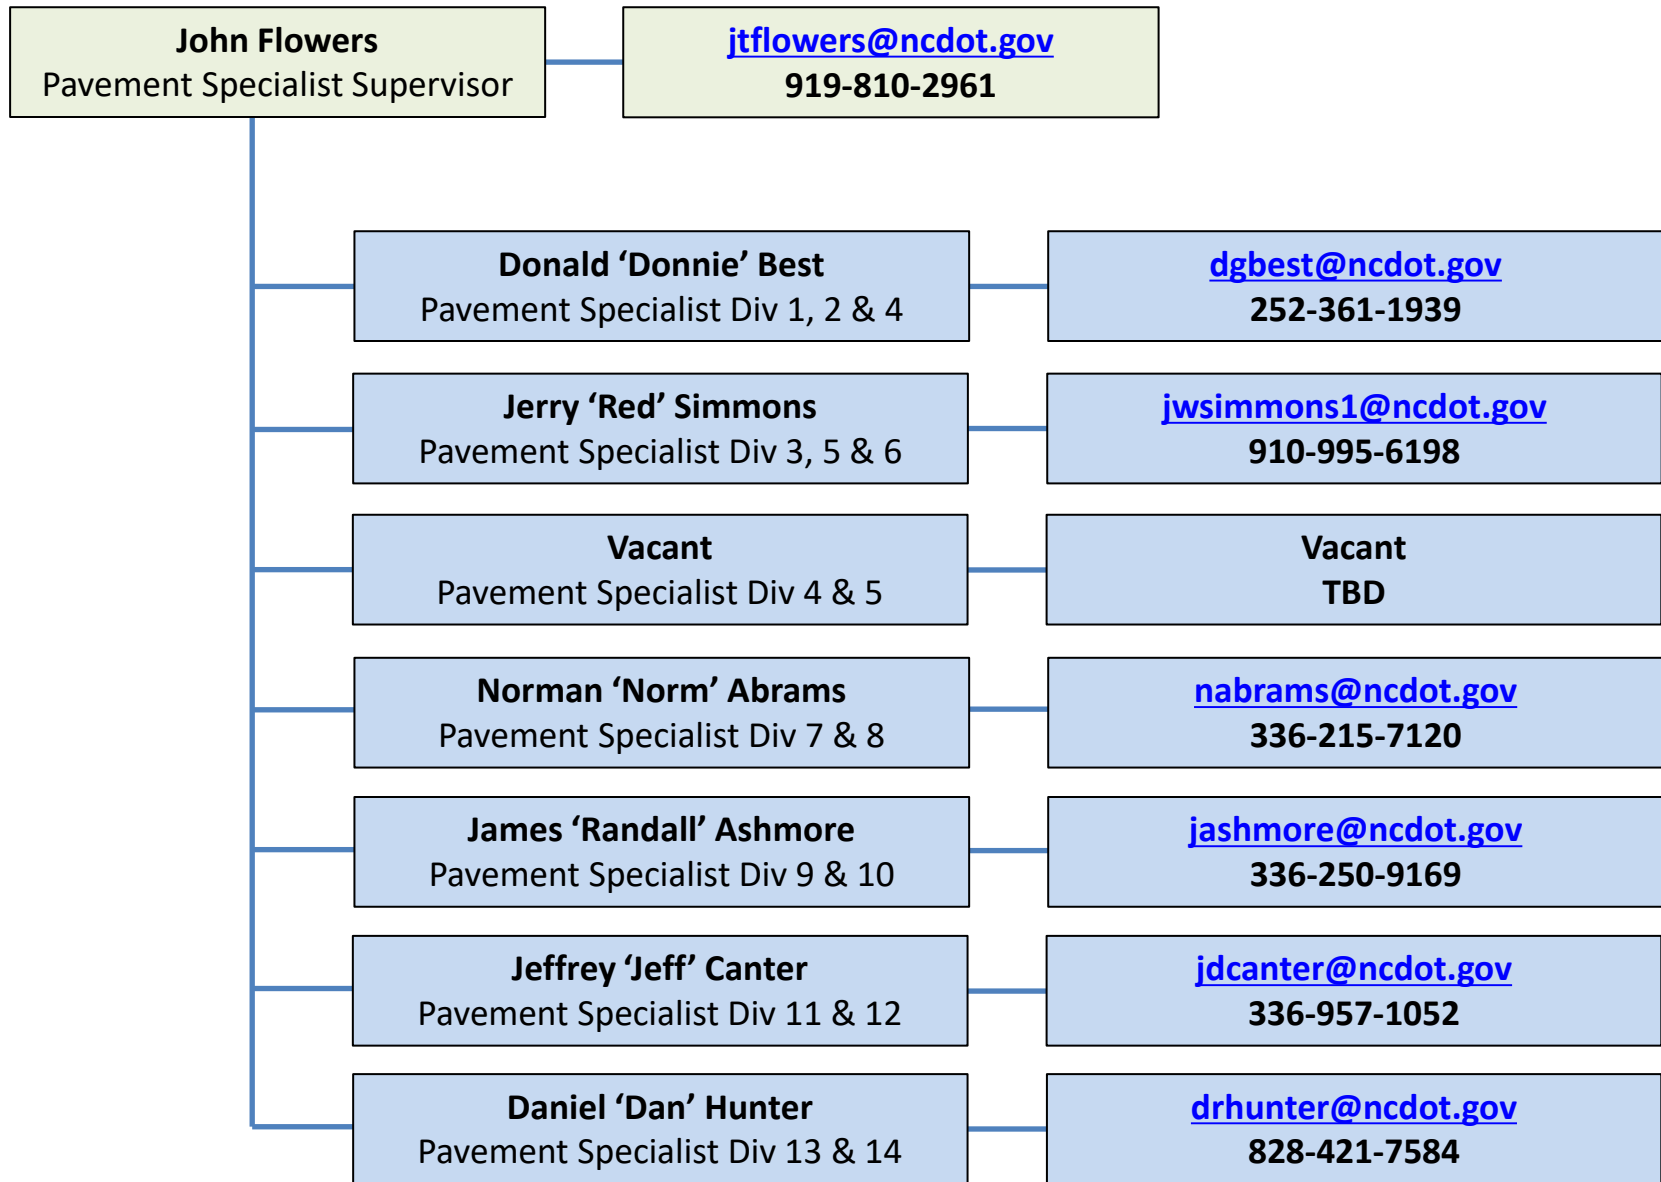 John Flowers
Pavement Specialist Supervisor
jtflowers@ncdot.gov
919-810-2961
Donald ‘Donnie’ Best
Pavement Specialist Div 1, 2 & 4
dgbest@ncdot.gov
252-361-1939
Jerry ‘Red’ Simmons
Pavement Specialist Div 3, 5 & 6
jwsimmons1@ncdot.gov
910-995-6198
Vacant
Pavement Specialist Div 4 & 5
Vacant
TBD
Norman ‘Norm’ Abrams
Pavement Specialist Div 7 & 8
nabrams@ncdot.gov
336-215-7120
James ‘Randall’ Ashmore
Pavement Specialist Div 9 & 10
jashmore@ncdot.gov
336-250-9169
Jeffrey ‘Jeff’ Canter
Pavement Specialist Div 11 & 12
jdcanter@ncdot.gov
336-957-1052
Daniel ‘Dan’ Hunter
Pavement Specialist Div 13 & 14
drhunter@ncdot.gov
828-421-7584